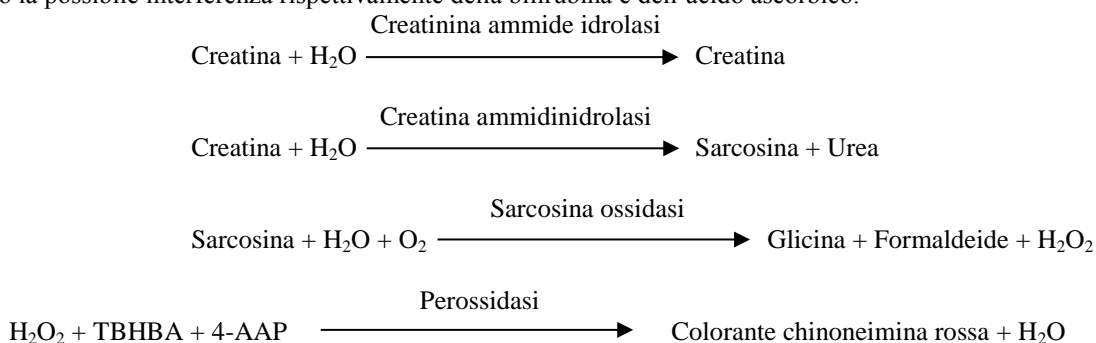 la possibile interferenza rispettivamente della bilirubina e dell'acido ascorbico.
Creatinina ammide idrolasi
Creatina + H₂O ⟶ Creatina
Creatina ammidinidrolasi
Creatina + H₂O ⟶ Sarcosina + Urea
Sarcosina ossidasi
Sarcosina + H₂O + O₂ ⟶ Glicina + Formaldeide + H₂O₂
Perossidasi
H₂O₂ + TBHBA + 4-AAP ⟶ Colorante chinoneimina rossa + H₂O